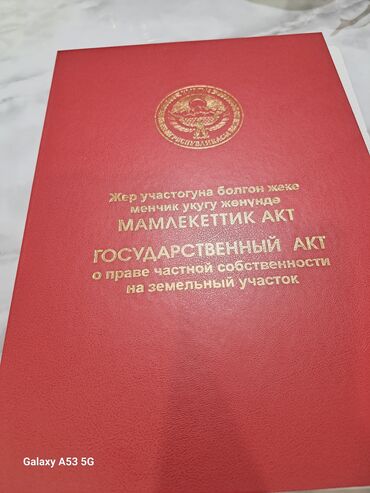 РЕСПУБЛИКАСЫ
Жер участогуна болгон жеке
менчик укугу жөнүндө
МАМЛЕКЕТТИК АКТ
ГОСУДАРСТВЕННЫЙ АКТ
о праве частной собственности
на земельный участок
Galaxy A53 5G